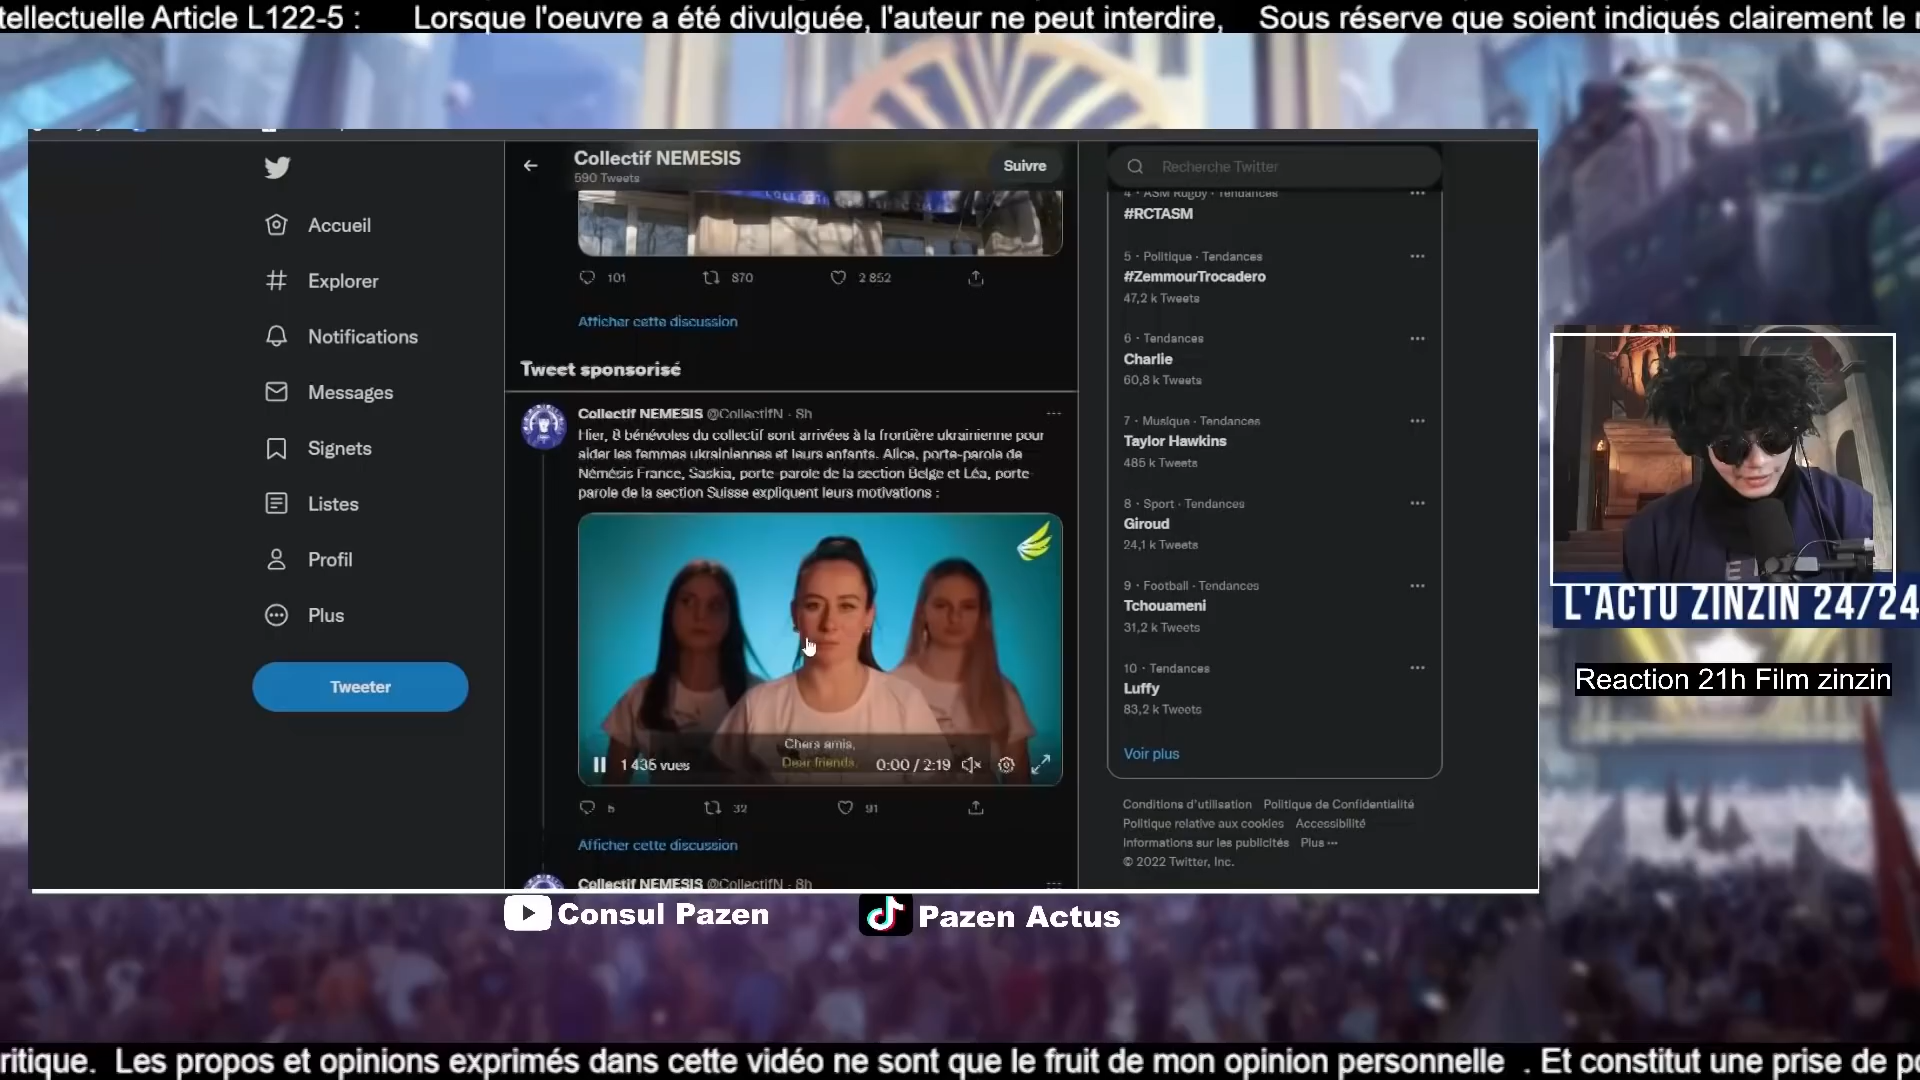 tellectuelle Article L122-5 : Lorsque l'oeuvre a été divulguée, l'auteur ne peut interdire, Sous réserve que soient indiqués clairement le
Collectif NEMESIS
590 Tweets
Suivre
Recherche Twitter
Accueil
Explorer
Notifications
Messages
Signets
Listes
Profil
Plus
Tweeter
101
870
2 852
Afficher cette discussion
Tweet sponsorisé
Collectif NEMESIS @CollectifN · 8h
Hier, 8 bénévoles du collectif sont arrivées à la frontière ukrainienne pour
aider les femmes ukrainiennes et leurs enfants. Alice, porte-parole de
Némésis France, Saskia, porte-parole de la section Belge et Léa, porte-
parole de la section Suisse expliquent leurs motivations :
Chers amis,
Dear friends,
1 435 vues
0:00 / 2:19
5
32
91
Afficher cette discussion
Collectif NEMESIS @CollectifN · 8h
4 · ASM Rugby · Tendances
#RCTASM
5 · Politique · Tendances
#ZemmourTrocadero
47,2 k Tweets
6 · Tendances
Charlie
60,8 k Tweets
7 · Musique · Tendances
Taylor Hawkins
485 k Tweets
8 · Sport · Tendances
Giroud
24,1 k Tweets
9 · Football · Tendances
Tchouameni
31,2 k Tweets
10 · Tendances
Luffy
83,2 k Tweets
Voir plus
Conditions d'utilisation Politique de Confidentialité
Politique relative aux cookies Accessibilité
Informations sur les publicités Plus ···
© 2022 Twitter, Inc.
L'ACTU ZINZIN 24/24
Reaction 21h Film zinzin
Consul Pazen
Pazen Actus
ritique. Les propos et opinions exprimés dans cette vidéo ne sont que le fruit de mon opinion personnelle . Et constitut une prise de po